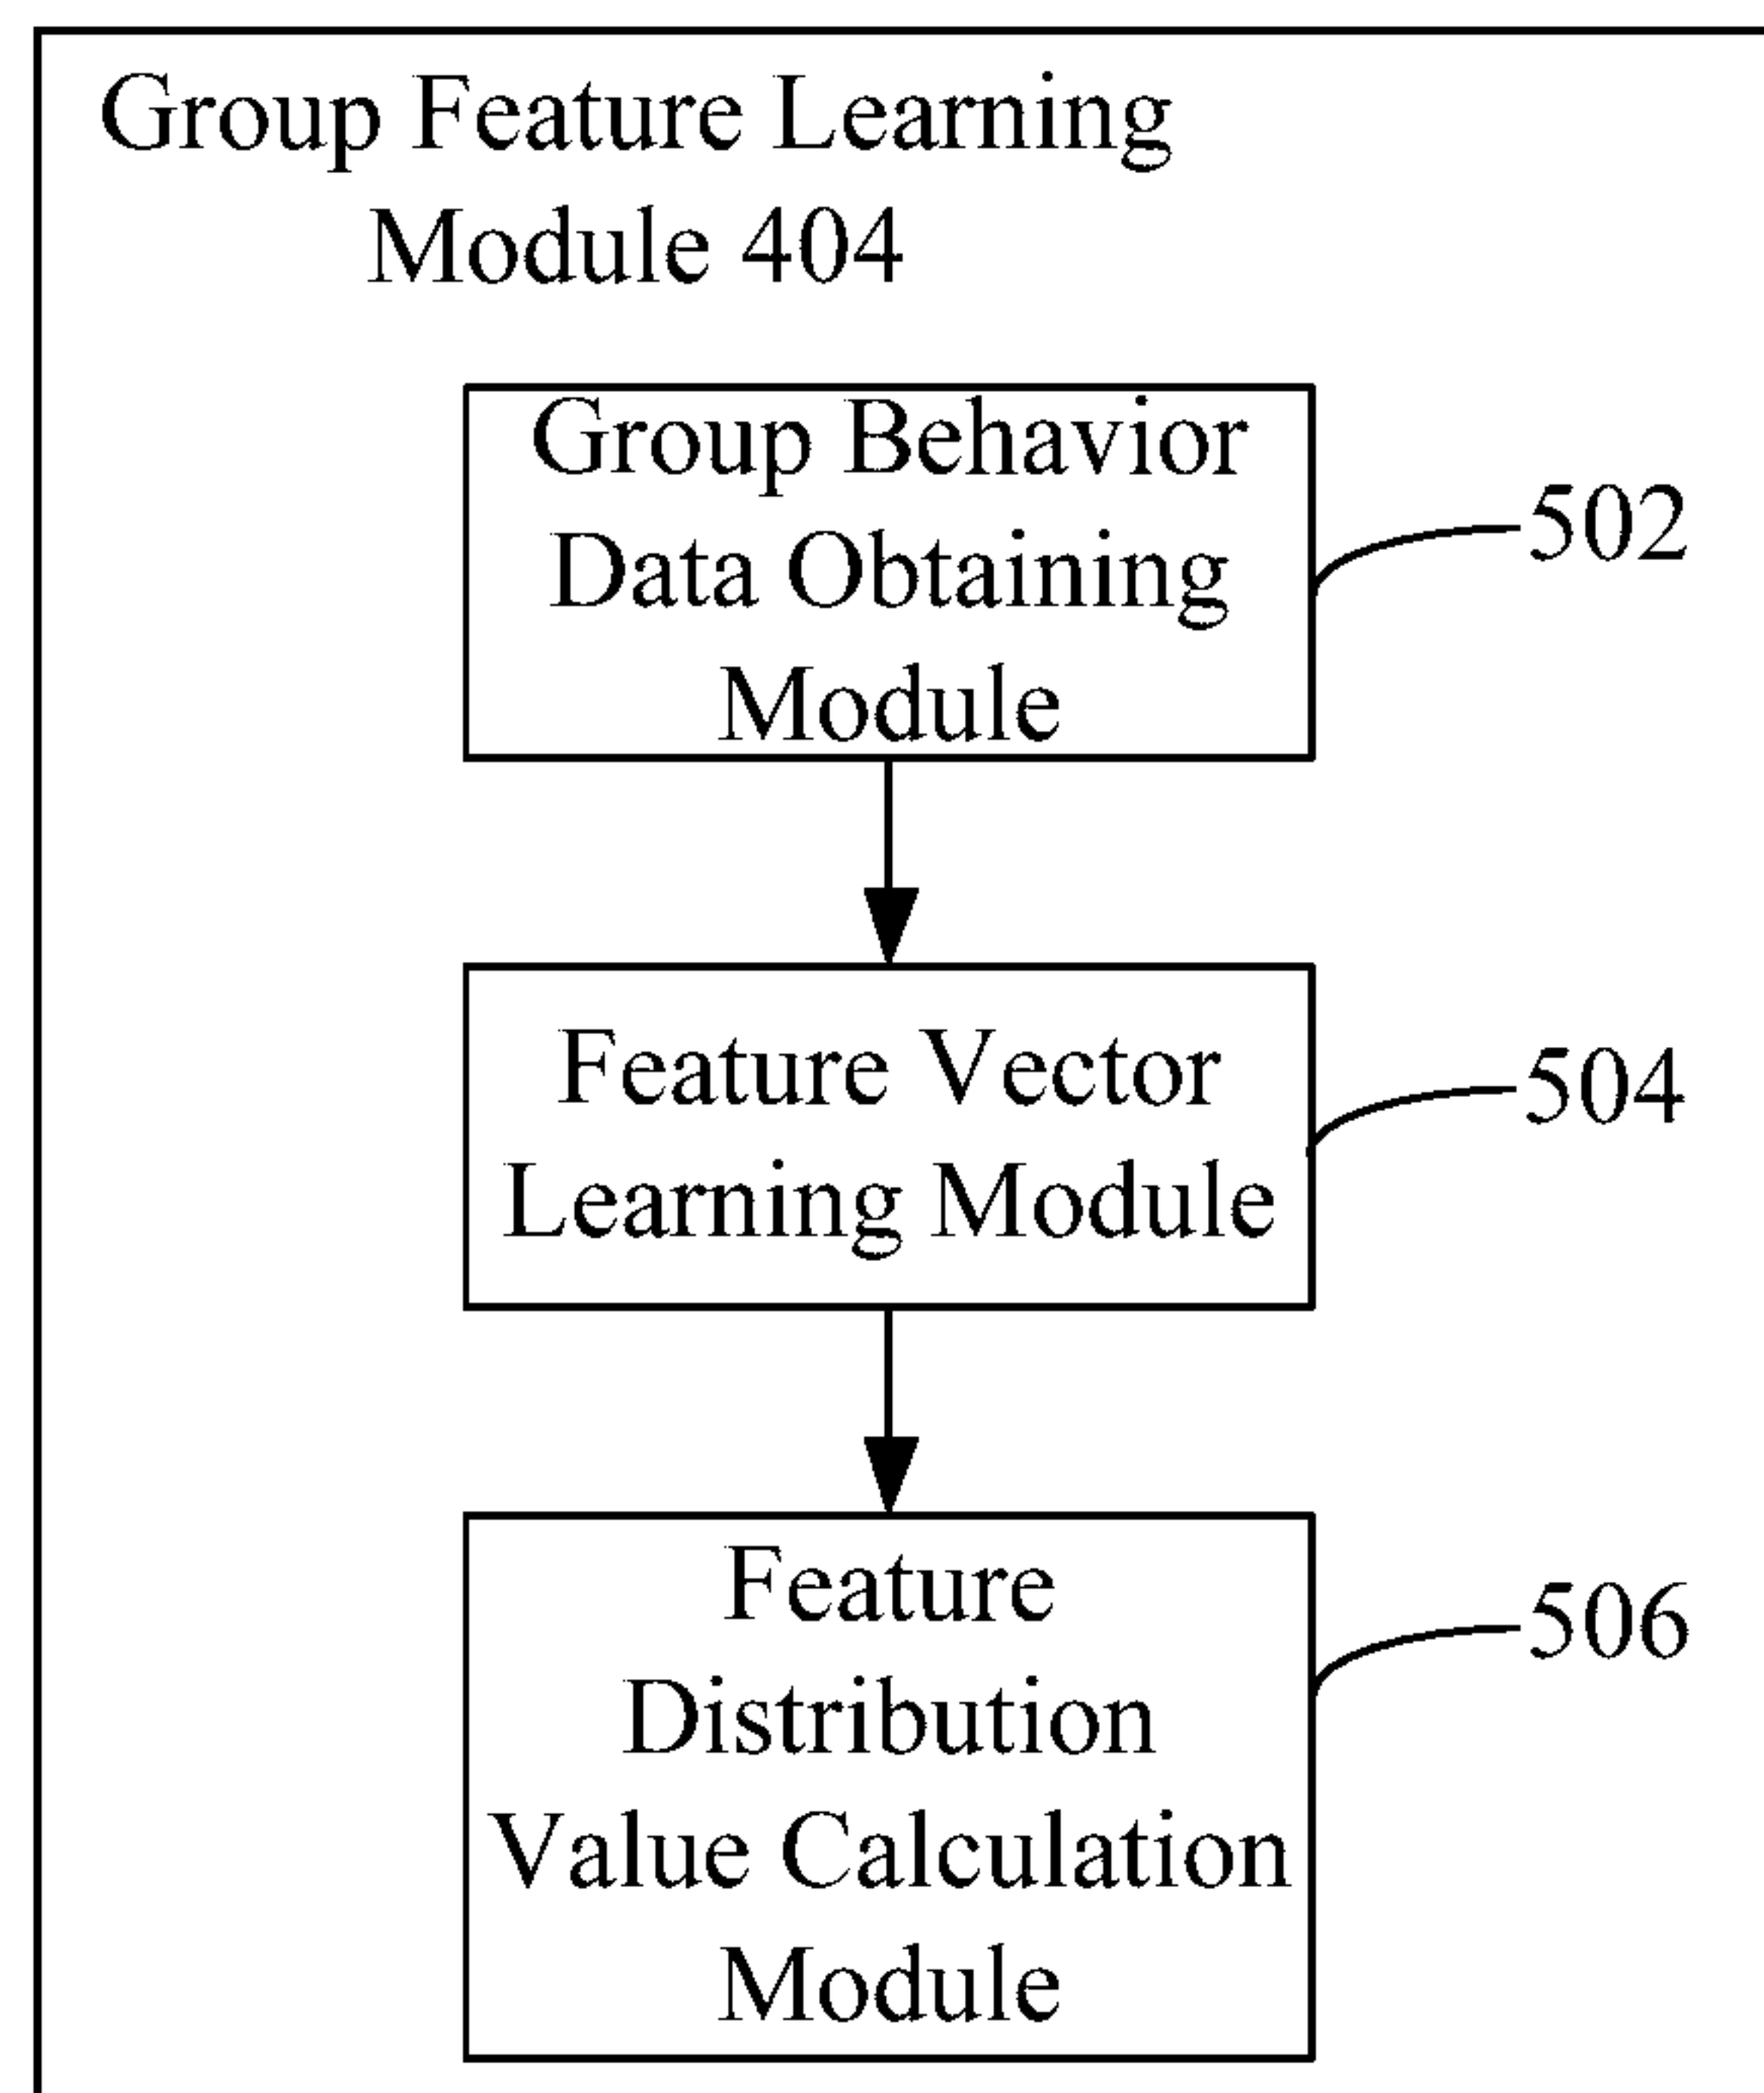 Group Feature Learning
Module 404
Group Behavior
Data Obtaining
Module
502
Feature Vector
Learning Module
504
Feature
Distribution
Value Calculation
Module
506